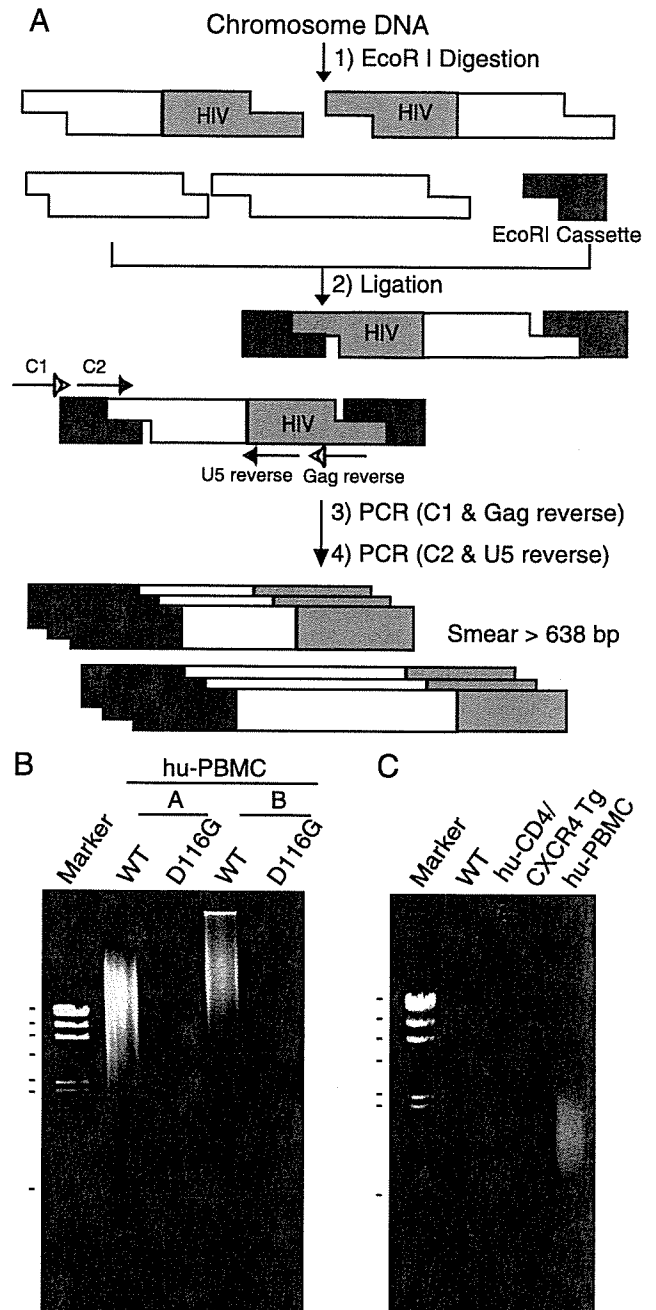 A
Chromosome DNA
1) EcoR I Digestion
HIV
HIV
EcoRI Cassette
2) Ligation
HIV
C1
C2
HIV
U5 reverse
Gag reverse
3) PCR (C1 & Gag reverse)
4) PCR (C2 & U5 reverse)
Smear > 638 bp
B
hu-PBMC
A
B
Marker
WT
D116G
WT
D116G
C
Marker
WT
hu-CD4/
CXCR4 Tg
hu-PBMC